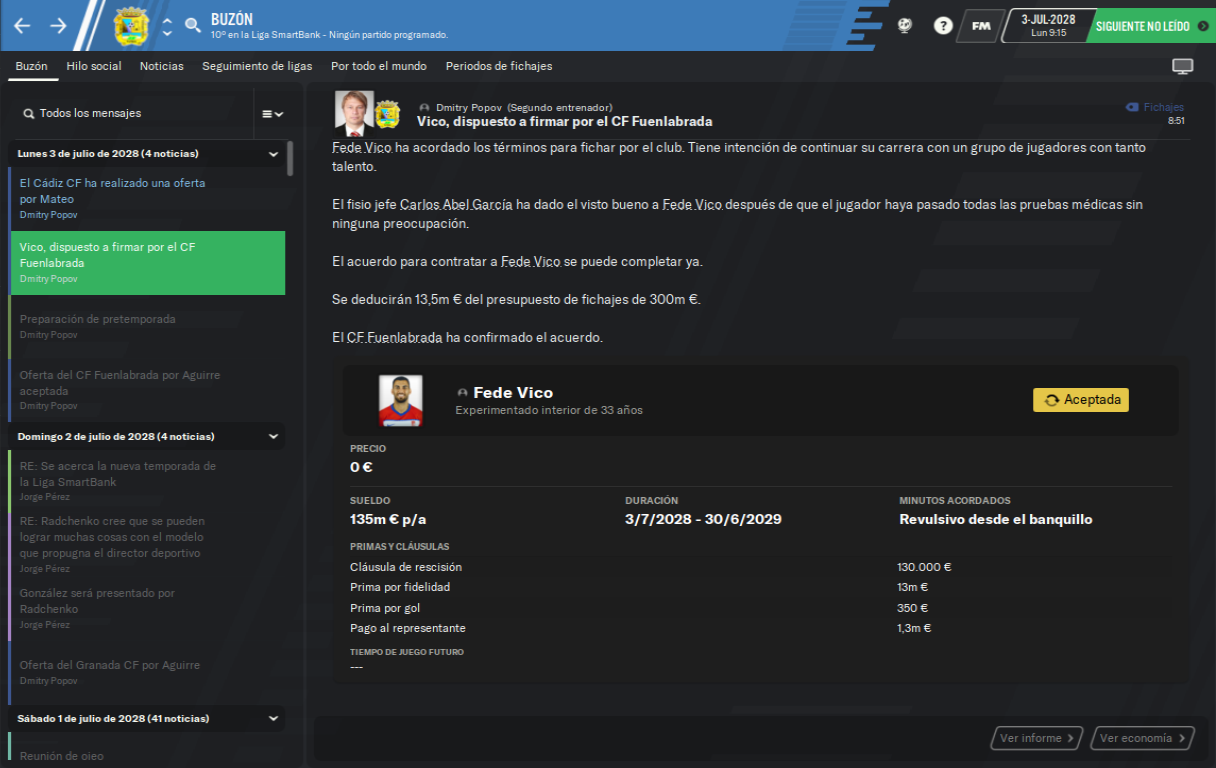 BUZÓN
10º en la Liga SmartBank - Ningún partido programado.
?
FM
3-JUL-2028
Lun 9:15
SIGUIENTE NO LEÍDO
Buzón
Hilo social
Noticias
Seguimiento de ligas
Por todo el mundo
Periodos de fichajes
Todos los mensajes
Lunes 3 de julio de 2028 (4 noticias)
El Cádiz CF ha realizado una oferta
por Mateo
Dmitry Popov
Vico, dispuesto a firmar por el CF
Fuenlabrada
Dmitry Popov
Preparación de pretemporada
Dmitry Popov
Oferta del CF Fuenlabrada por Aguirre
aceptada
Dmitry Popov
Domingo 2 de julio de 2028 (4 noticias)
RE: Se acerca la nueva temporada de
la Liga SmartBank
Jorge Pérez
RE: Radchenko cree que se pueden
lograr muchas cosas con el modelo
que propugna el director deportivo
Jorge Pérez
González será presentado por
Radchenko
Jorge Pérez
Oferta del Granada CF por Aguirre
Dmitry Popov
Sábado 1 de julio de 2028 (41 noticias)
Reunión de ojeo
Dmitry Popov (Segundo entrenador)
Vico, dispuesto a firmar por el CF Fuenlabrada
Fichajes
8:51
Fede Vico ha acordado los términos para fichar por el club. Tiene intención de continuar su carrera con un grupo de jugadores con tanto
talento.
El fisio jefe Carlos Abel García ha dado el visto bueno a Fede Vico después de que el jugador haya pasado todas las pruebas médicas sin
ninguna preocupación.
El acuerdo para contratar a Fede Vico se puede completar ya.
Se deducirán 13,5m € del presupuesto de fichajes de 300m €.
El CF Fuenlabrada ha confirmado el acuerdo.
Fede Vico
Experimentado interior de 33 años
Aceptada
PRECIO
0 €
SUELDO
135m € p/a
DURACIÓN
3/7/2028 - 30/6/2029
MINUTOS ACORDADOS
Revulsivo desde el banquillo
PRIMAS Y CLÁUSULAS
Cláusula de rescisión 130.000 €
Prima por fidelidad 13m €
Prima por gol 350 €
Pago al representante 1,3m €
TIEMPO DE JUEGO FUTURO
---
Ver informe
Ver economía